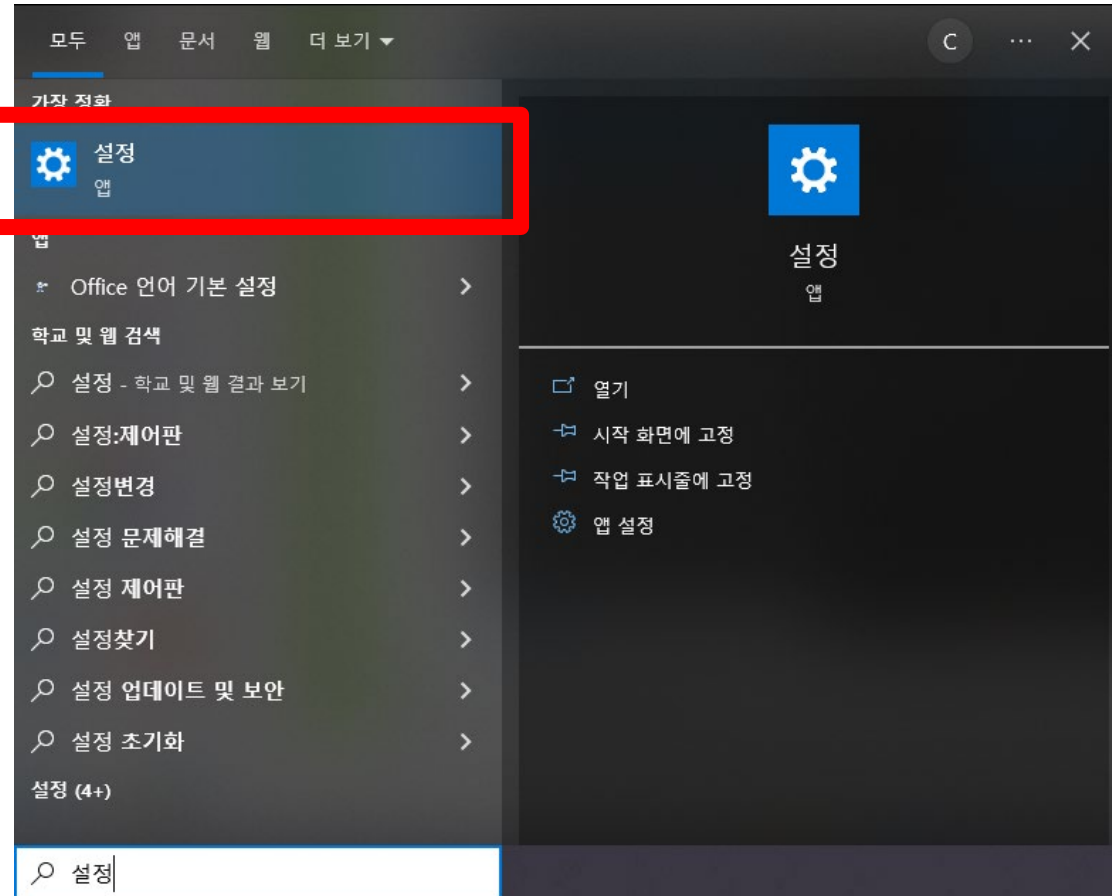 모두 앱 문서 웹 더 보기 C ...
가장 정확
설정
앱
앱
Office 언어 기본 설정
학교 및 웹 검색
설정 - 학교 및 웹 결과 보기
설정:제어판
설정변경
설정 문제해결
설정 제어판
설정찾기
설정 업데이트 및 보안
설정 초기화
설정 (4+)
설정
설정
앱
열기
시작 화면에 고정
작업 표시줄에 고정
앱 설정